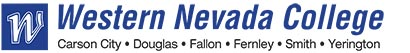 W Western Nevada College
Carson City • Douglas • Fallon • Fernley • Smith • Yerington